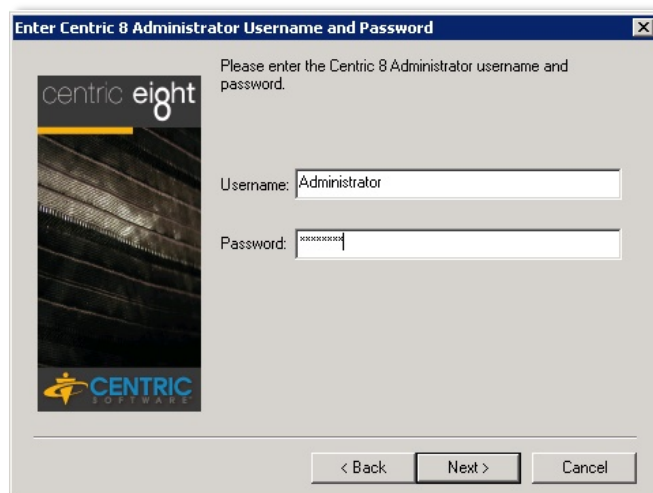 Enter Centric 8 Administrator Username and Password
Please enter the Centric 8 Administrator username and
password.
centric eight
Username: Administrator
Password: ********
CENTRIC
SOFTWARE
< Back Next > Cancel